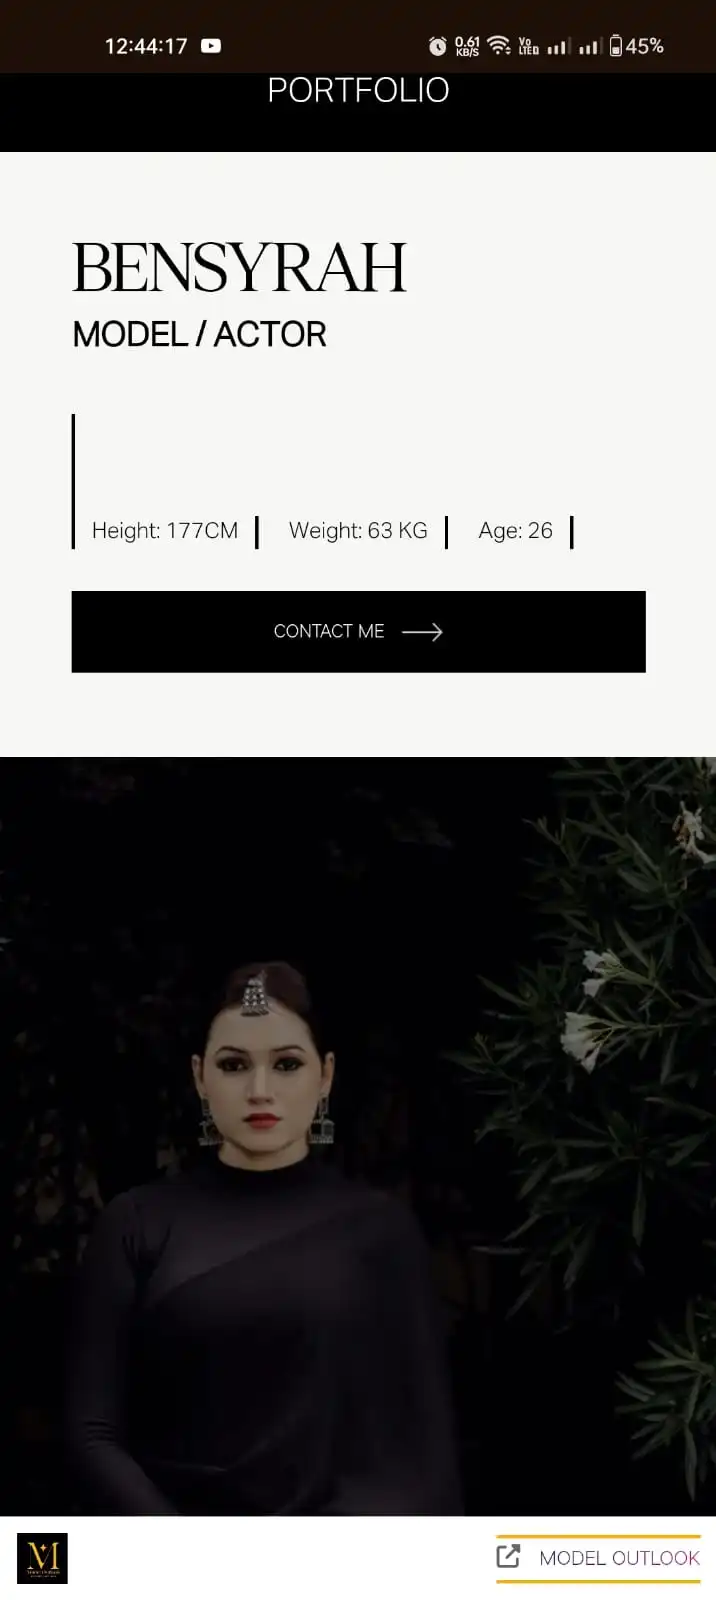 12:44:17
0.61 KB/S
Vo LTED
45%
PORTFOLIO
BENSYRAH
MODEL / ACTOR
Height: 177CM
Weight: 63 KG
Age: 26
CONTACT ME
M
MODEL OUTLOOK